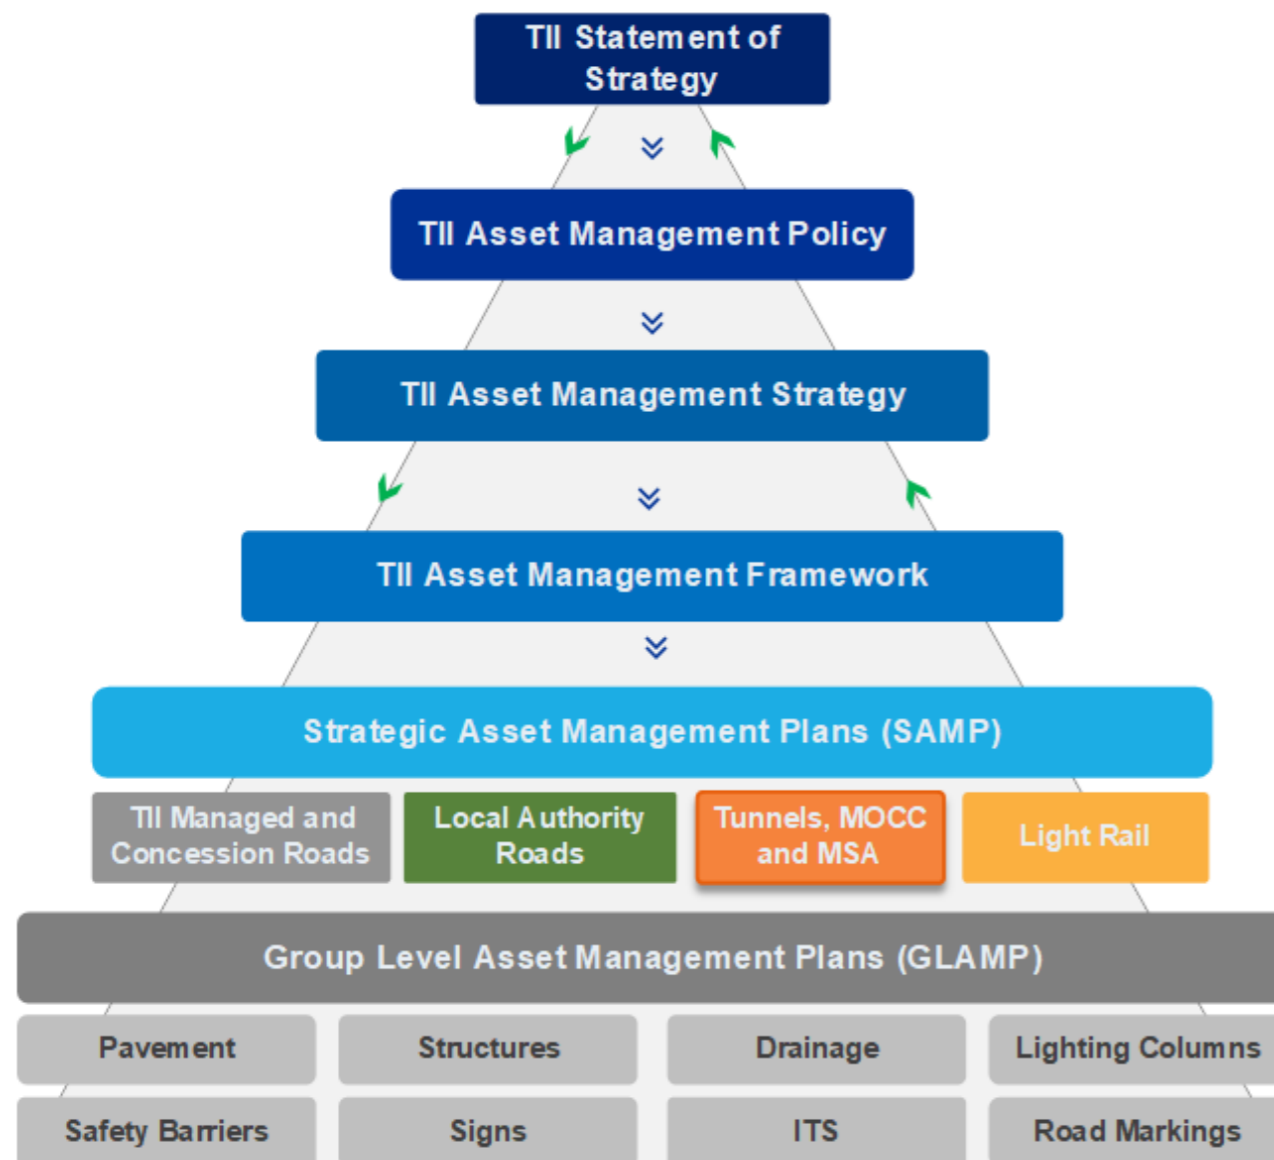 TII Statement of
Strategy
TII Asset Management Policy
TII Asset Management Strategy
TII Asset Management Framework
Strategic Asset Management Plans (SAMP)
TII Managed and
Concession Roads
Local Authority
Roads
Tunnels, MOCC
and MSA
Light Rail
Group Level Asset Management Plans (GLAMP)
Pavement
Structures
Drainage
Lighting Columns
Safety Barriers
Signs
ITS
Road Markings